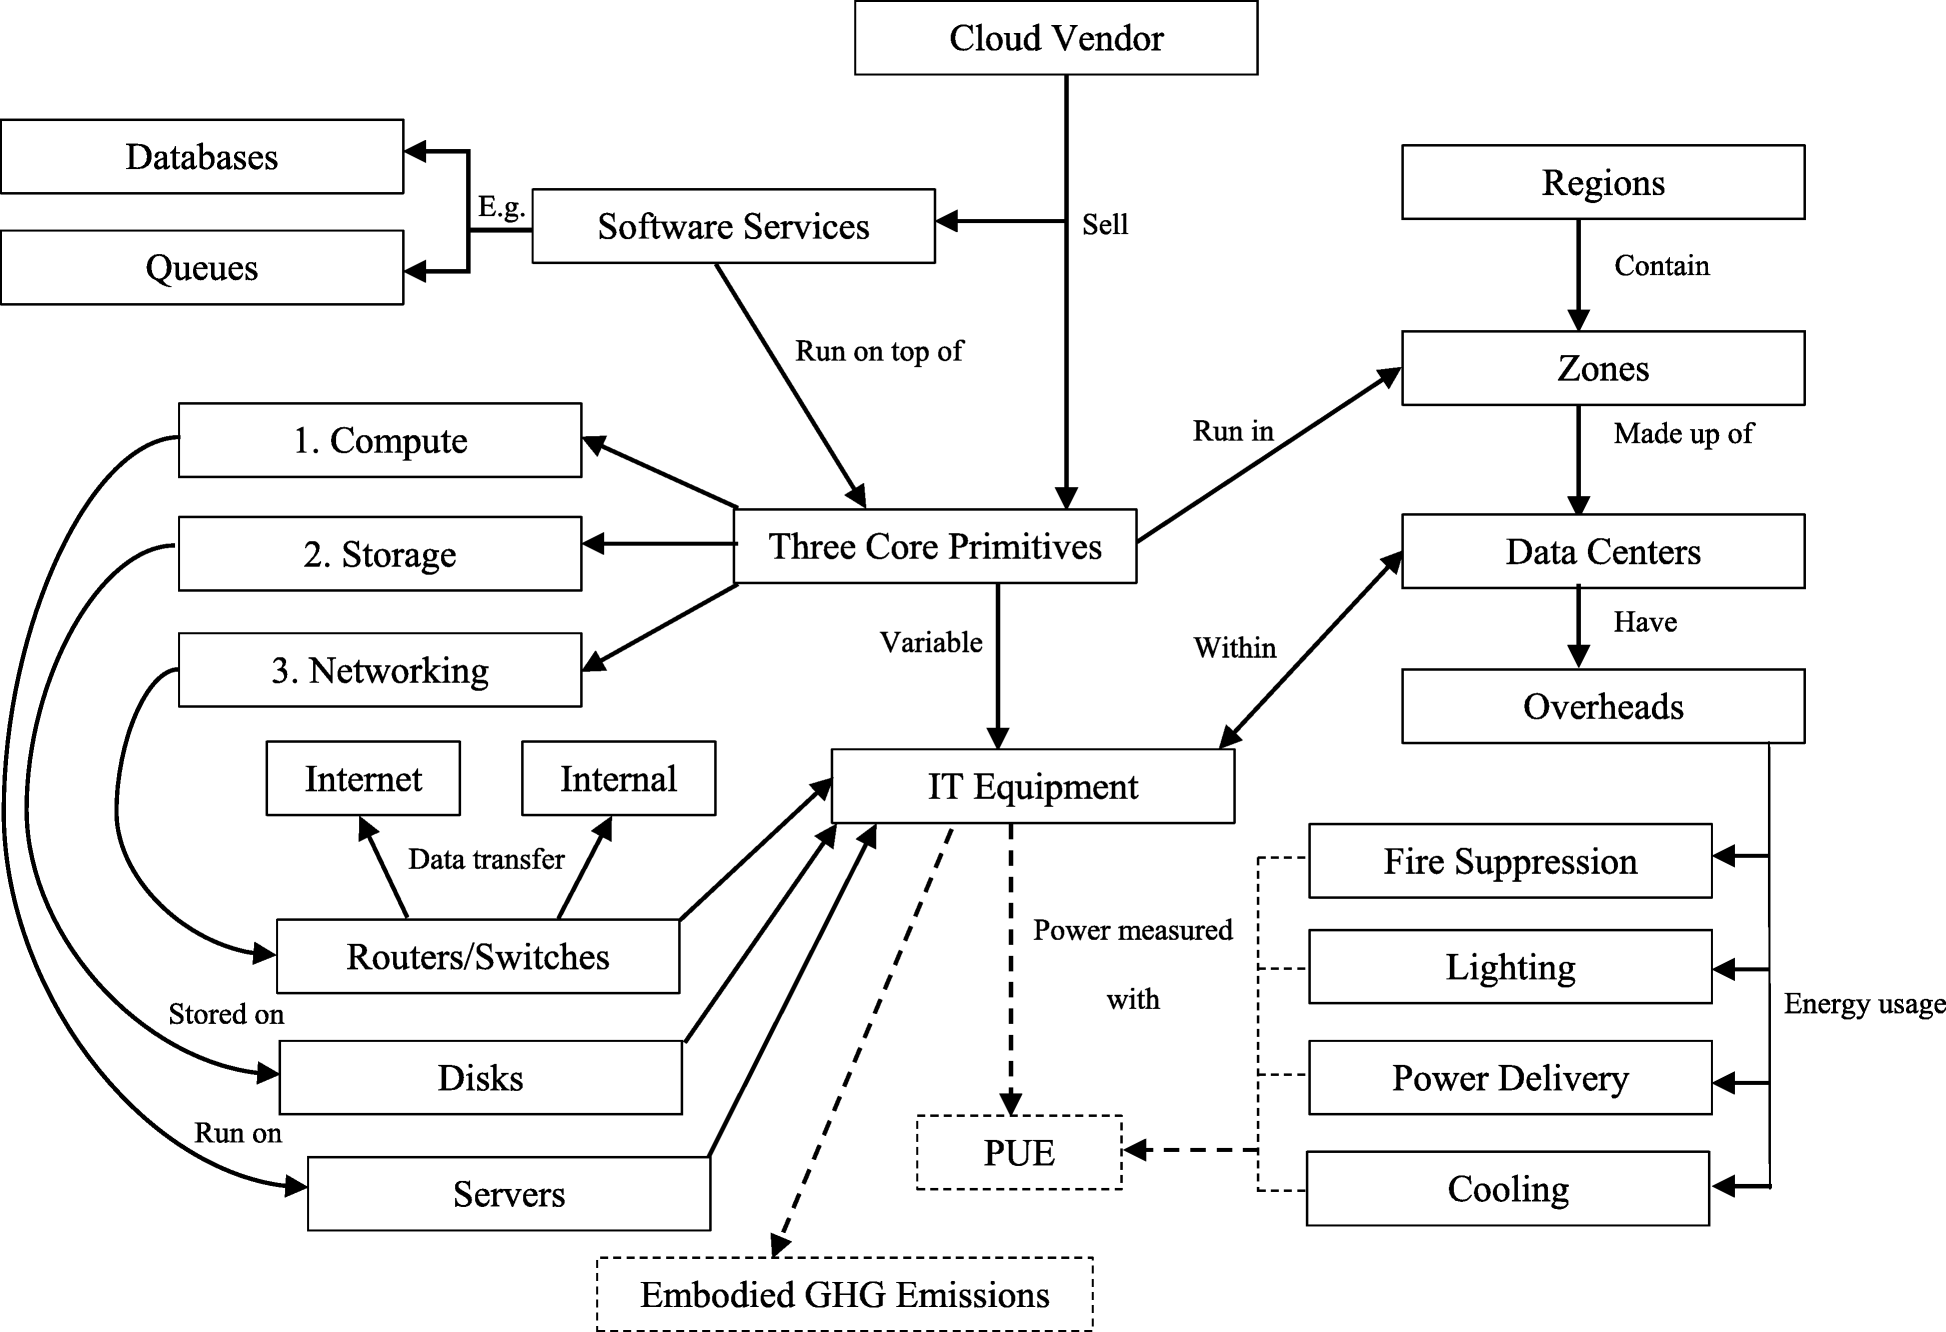 Cloud Vendor
Databases
Queues
E.g.
Software Services
Sell
Regions
Contain
Run on top of
Zones
Run in
Made up of
1. Compute
2. Storage
3. Networking
Three Core Primitives
Data Centers
Variable
Within
Have
Overheads
Internet
Internal
IT Equipment
Data transfer
Fire Suppression
Routers/Switches
Power measured
with
Lighting
Energy usage
Stored on
Disks
Power Delivery
Run on
Servers
PUE
Cooling
Embodied GHG Emissions